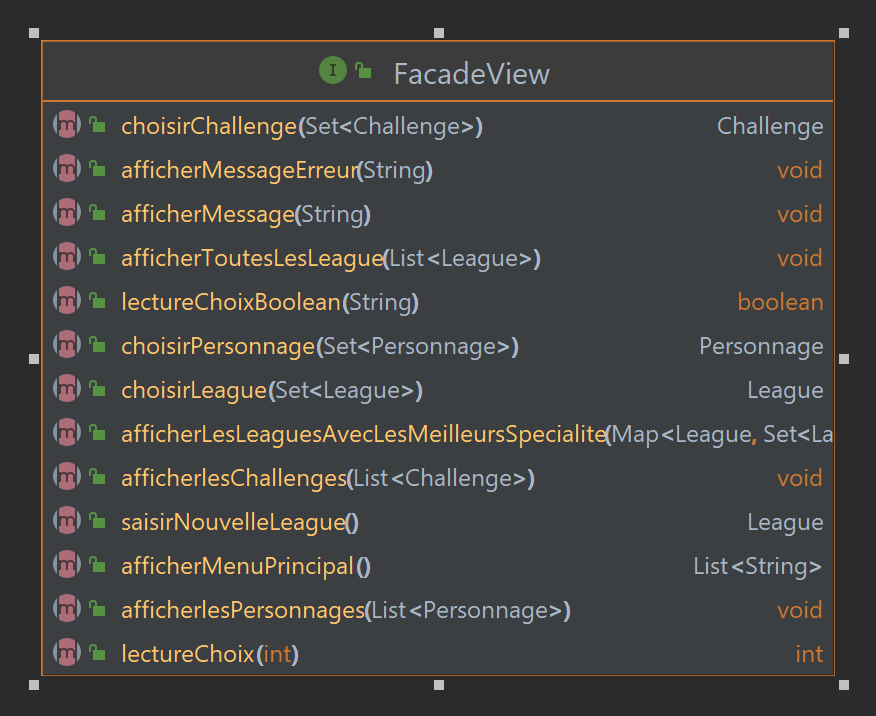 I FacadeView
m choisirChallenge(Set<Challenge>) Challenge
m afficherMessageErreur(String) void
m afficherMessage(String) void
m afficherToutesLesLeague(List<League>) void
m lectureChoixBoolean(String) boolean
m choisirPersonnage(Set<Personnage>) Personnage
m choisirLeague(Set<League>) League
m afficherLesLeaguesAvecLesMeilleursSpecialite(Map<League, Set<La
m afficherlesChallenges(List<Challenge>) void
m saisirNouvelleLeague() League
m afficherMenuPrincipal() List<String>
m afficherlesPersonnages(List<Personnage>) void
m lectureChoix(int) int